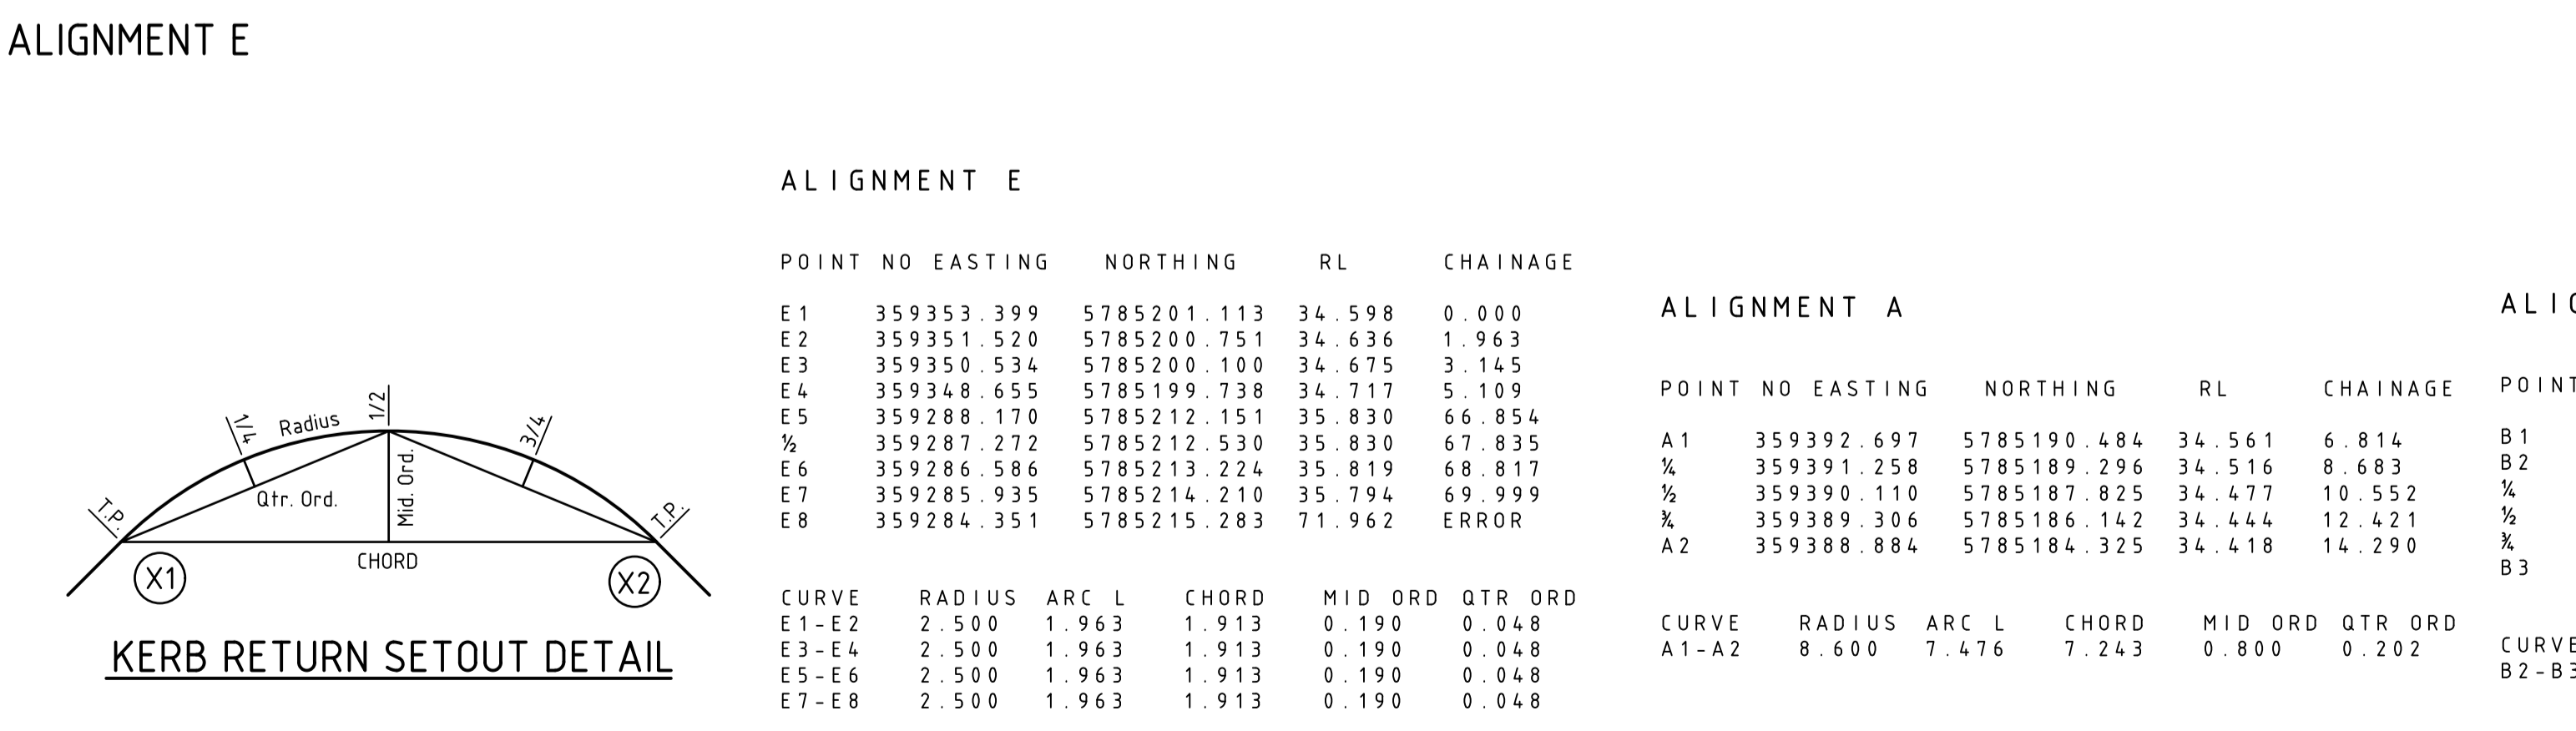 ALIGNMENT E
1/4
Radius
1/2
3/4
T.P.
Qtr. Ord.
Mid. Ord.
T.P.
CHORD
X1
X2
KERB RETURN SETOUT DETAIL
ALIGNMENT E
POINT NO EASTING NORTHING RL CHAINAGE
E1 359353.399 5785201.113 34.598 0.000
E2 359351.520 5785200.751 34.636 1.963
E3 359350.534 5785200.100 34.675 3.145
E4 359348.655 5785199.738 34.717 5.109
E5 359288.170 5785212.151 35.830 66.854
½ 359287.272 5785212.530 35.830 67.835
E6 359286.586 5785213.224 35.819 68.817
E7 359285.935 5785214.210 35.794 69.999
E8 359284.351 5785215.283 71.962 ERROR
CURVE RADIUS ARC L CHORD MID ORD QTR ORD
E1-E2 2.500 1.963 1.913 0.190 0.048
E3-E4 2.500 1.963 1.913 0.190 0.048
E5-E6 2.500 1.963 1.913 0.190 0.048
E7-E8 2.500 1.963 1.913 0.190 0.048
ALIGNMENT A
POINT NO EASTING NORTHING RL CHAINAGE
A1 359392.697 5785190.484 34.561 6.814
¼ 359391.258 5785189.296 34.516 8.683
½ 359390.110 5785187.825 34.477 10.552
¾ 359389.306 5785186.142 34.444 12.421
A2 359388.884 5785184.325 34.418 14.290
CURVE RADIUS ARC L CHORD MID ORD QTR ORD
A1-A2 8.600 7.476 7.243 0.800 0.202
POINT
B1
B2
¼
½
¾
B3
CURVE
B2-B3